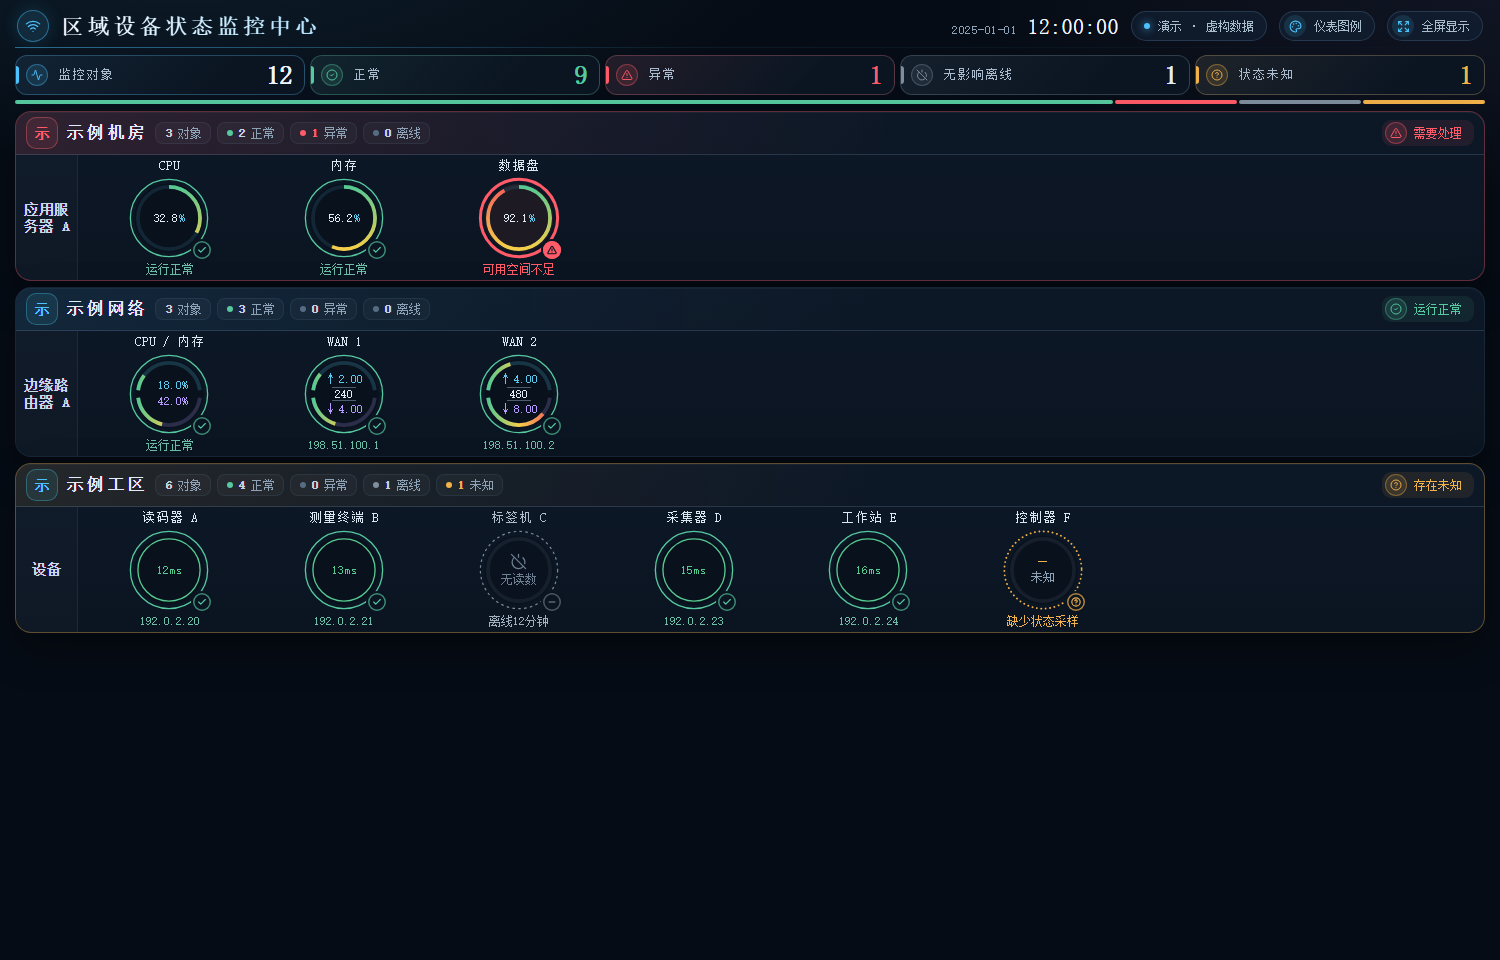 区域设备状态监控中心
2025-01-01 12:00:00 演示 · 虚构数据 仪表图例 全屏显示
监控对象 12 正常 9 异常 1 无影响离线 1 状态未知 1
示 示例机房 3 对象 2 正常 1 异常 0 离线 需要处理
CPU 内存 数据盘
应用服
务器 A
32.8% 56.2% 92.1%
运行正常 运行正常 可用空间不足
示 示例网络 3 对象 3 正常 0 异常 0 离线 运行正常
CPU / 内存 WAN 1 WAN 2
边缘路
由器 A
18.0% ↑ 2.00 ↑ 4.00
240 480
42.0% ↓ 4.00 ↓ 8.00
运行正常 198.51.100.1 198.51.100.2
示 示例工区 6 对象 4 正常 0 异常 1 离线 1 未知 存在未知
读码器 A 测量终端 B 标签机 C 采集器 D 工作站 E 控制器 F
设备
12ms 13ms 无读数 15ms 16ms — 未知
192.0.2.20 192.0.2.21 离线12分钟 192.0.2.23 192.0.2.24 缺少状态采样